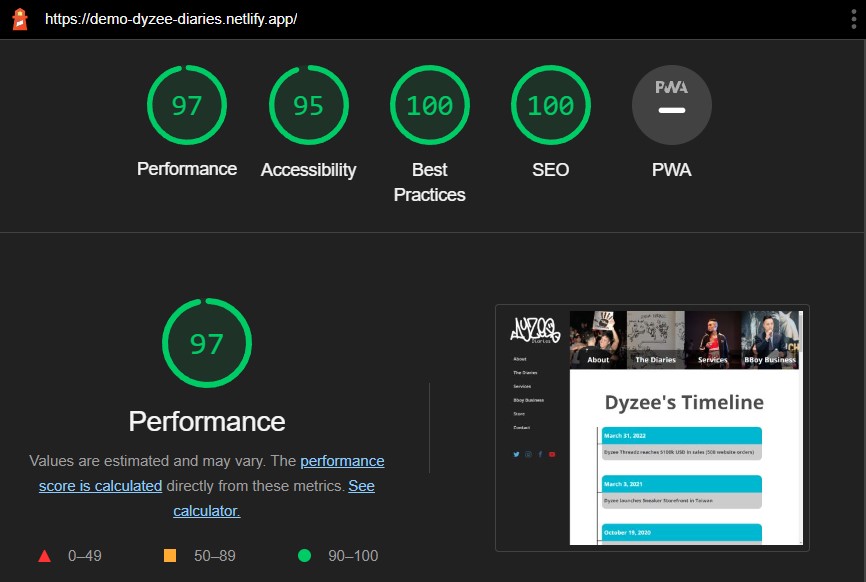 https://demo-dyzee-diaries.netlify.app/
97
95
100
100
PWA
Performance
Accessibility
Best
Practices
SEO
PWA
97
Performance
Values are estimated and may vary. The performance
score is calculated directly from these metrics. See
calculator.
0–49
50–89
90–100
DYZEE
Diaries
About
The Diaries
Services
BBoy Business
About
The Diaries
Services
BBoy Business
Store
Contact
Dyzee's Timeline
March 31, 2022
Dyzee Threadz reaches $100k USD in sales (500 website orders)
March 3, 2021
Dyzee launches Sneaker Storefront in Taiwan
October 19, 2020